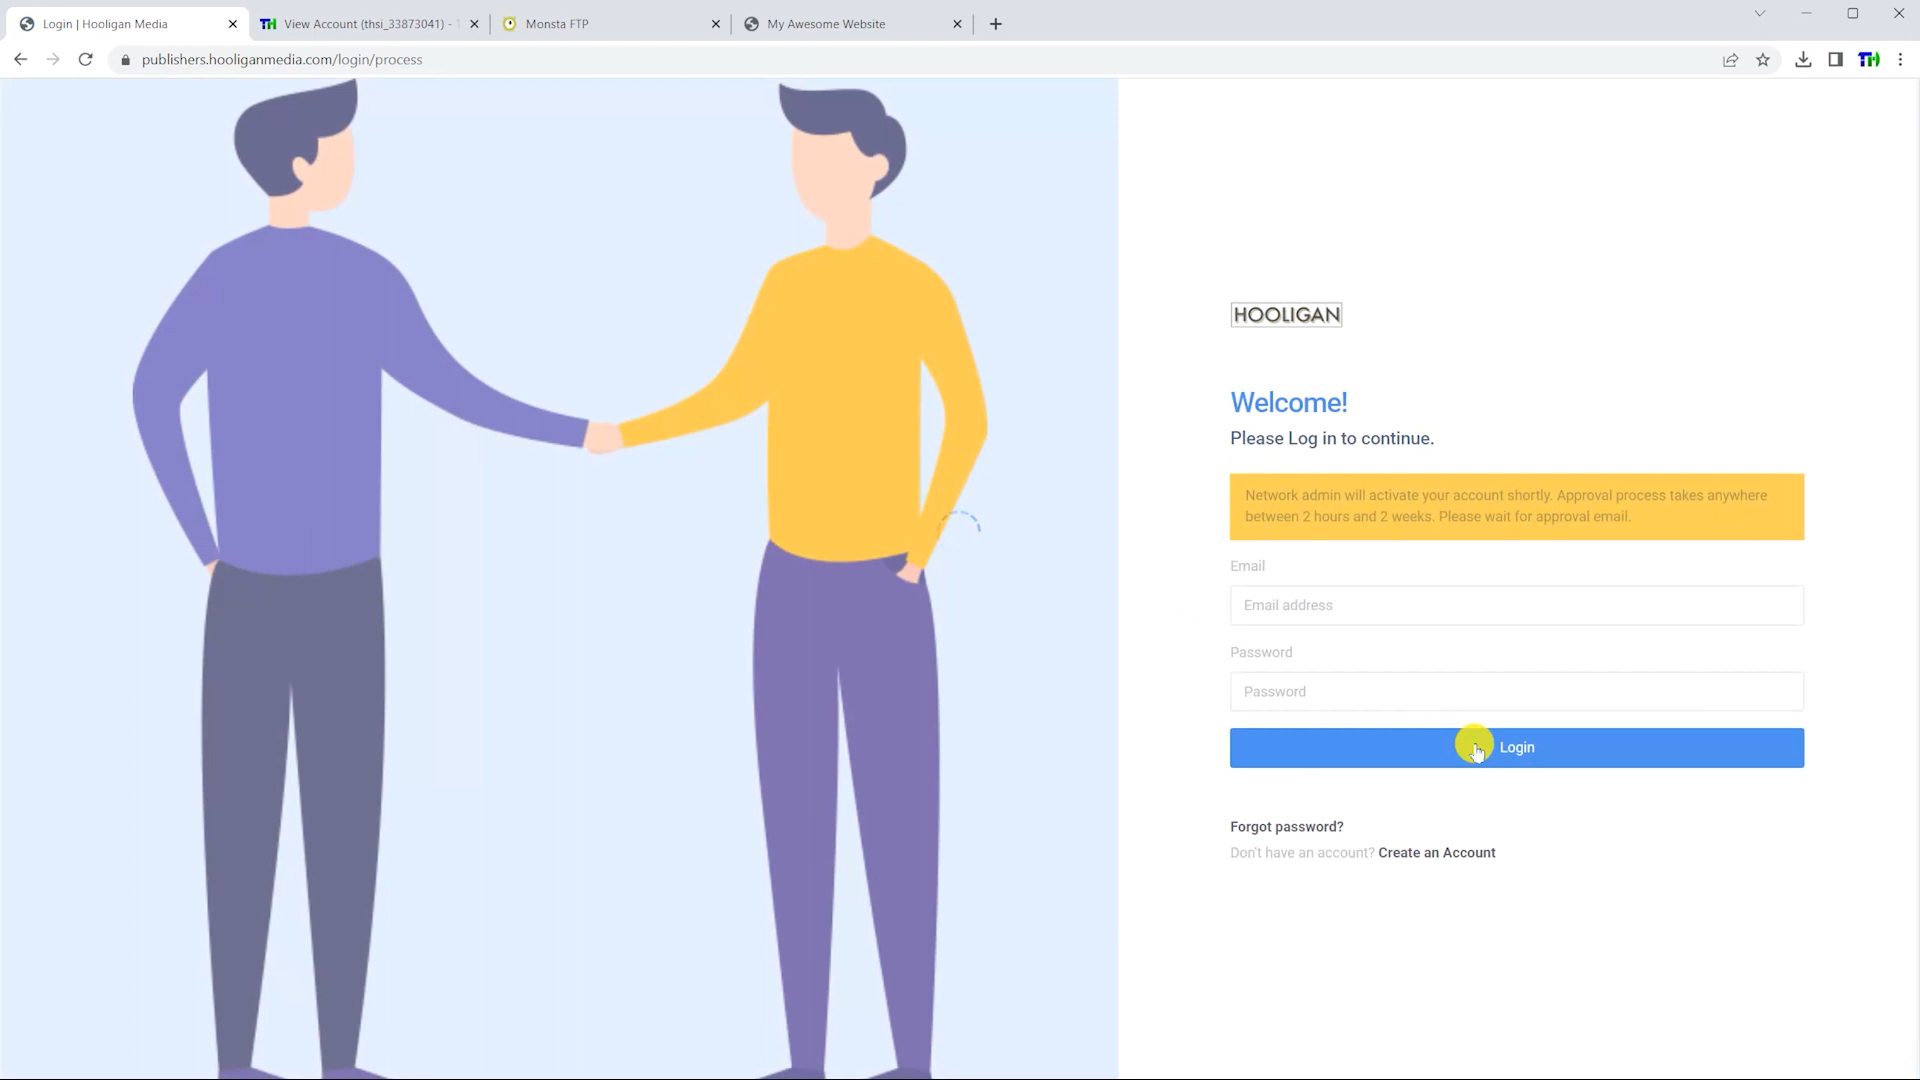 Login | Hooligan Media
View Account (thsi_33873041) -
Monsta FTP
My Awesome Website
publishers.hooliganmedia.com/login/process
HOOLIGAN
Welcome!
Please Log in to continue.
Network admin will activate your account shortly. Approval process takes anywhere
between 2 hours and 2 weeks. Please wait for approval email.
Email
Email address
Password
Password
Login
Forgot password?
Don't have an account? Create an Account